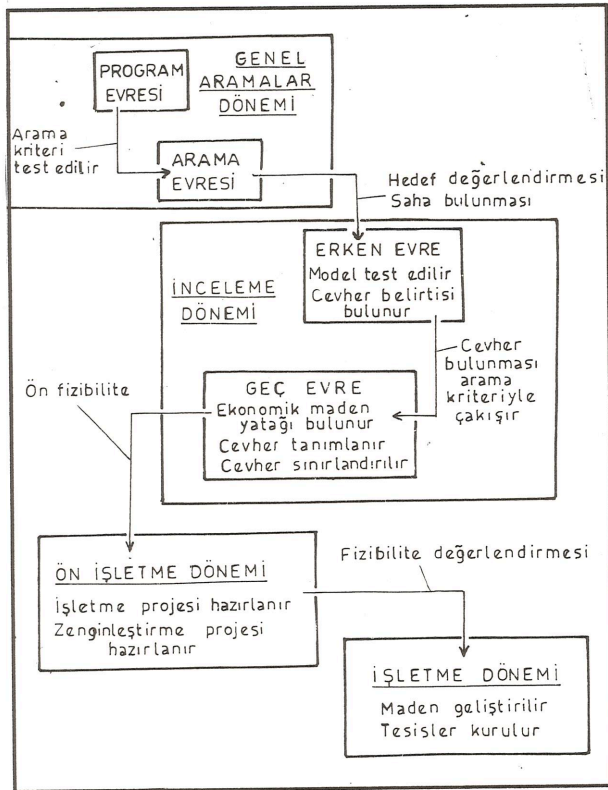 GENEL
ARAMALAR
DÖNEMİ
PROGRAM
EVRESİ
Arama
kriteri
test edilir
ARAMA
EVRESİ
Hedef değerlendirmesi
Saha bulunması
İNCELEME
DÖNEMİ
ERKEN EVRE
Model test edilir
Cevher belirtisi
bulunur
Cevher
bulunması
arama
kriteriyle
çakışır
GEÇ EVRE
Ekonomik maden
yatağı bulunur
Cevher tanımlanır
Cevher sınırlandırılır
Ön fizibilite
ÖN İŞLETME DÖNEMİ
İşletme projesi hazırlanır
Zenginleştirme projesi
hazırlanır
Fizibilite değerlendirmesi
İŞLETME DÖNEMİ
Maden geliştirilir
Tesisler kurulur